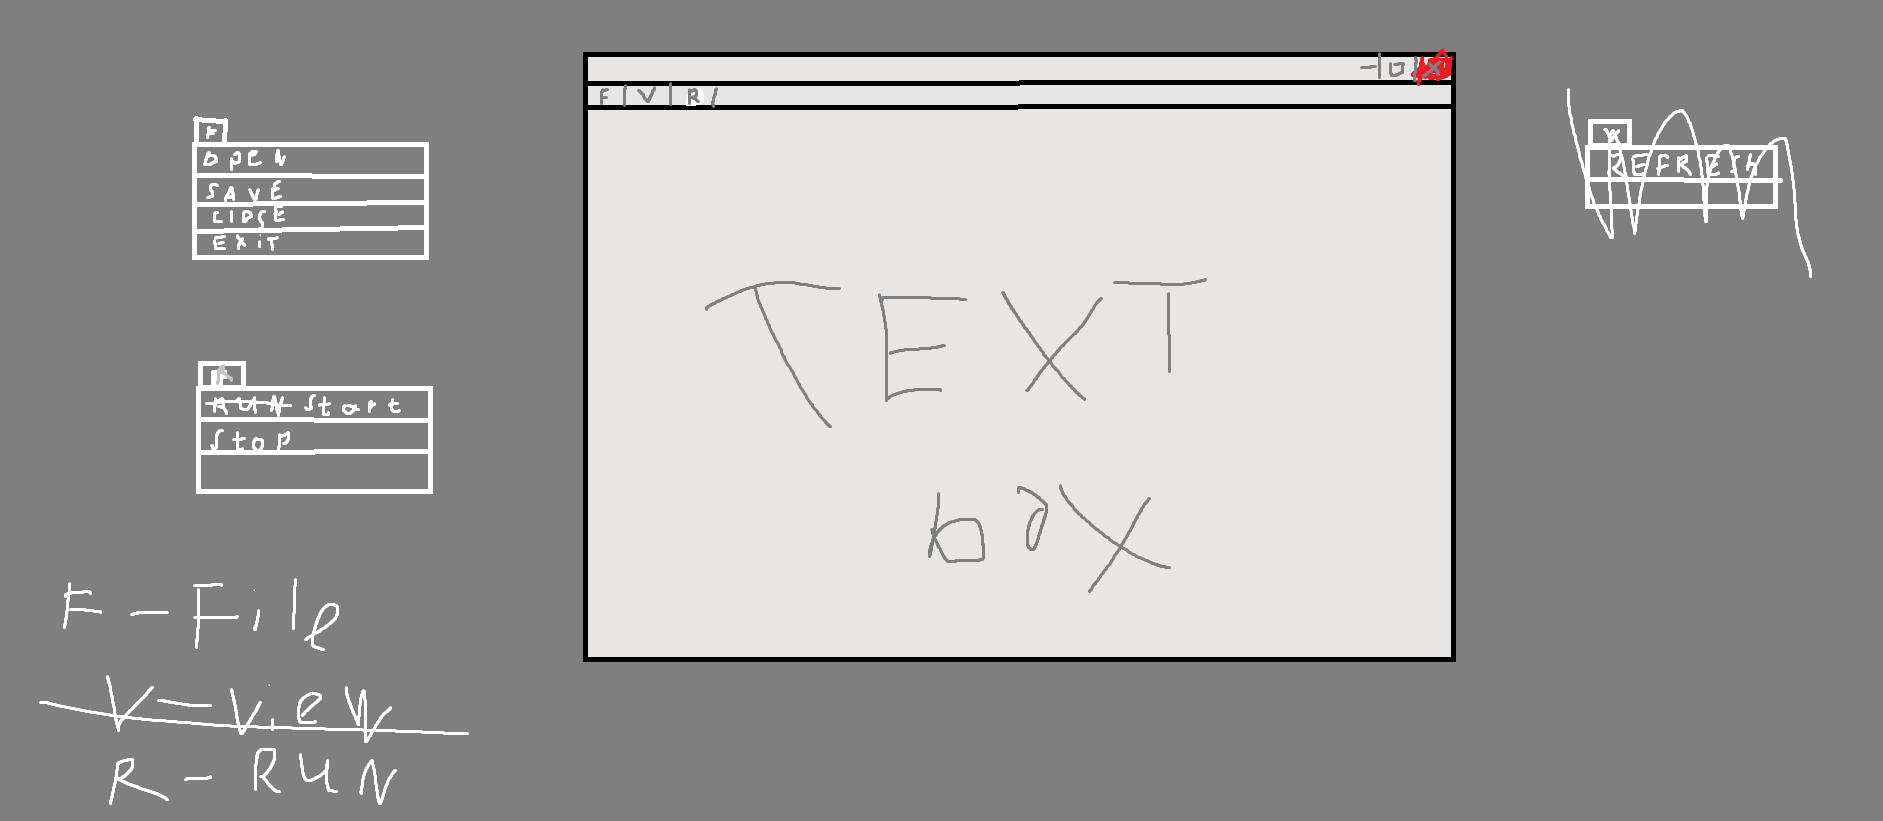 - □ X
F | V | R /
F
OPEN
SAVE
CLOSE
EXIT
REFRESH
TEXT
box
RUN Start
Stop
F - File
V - View
R - RUN